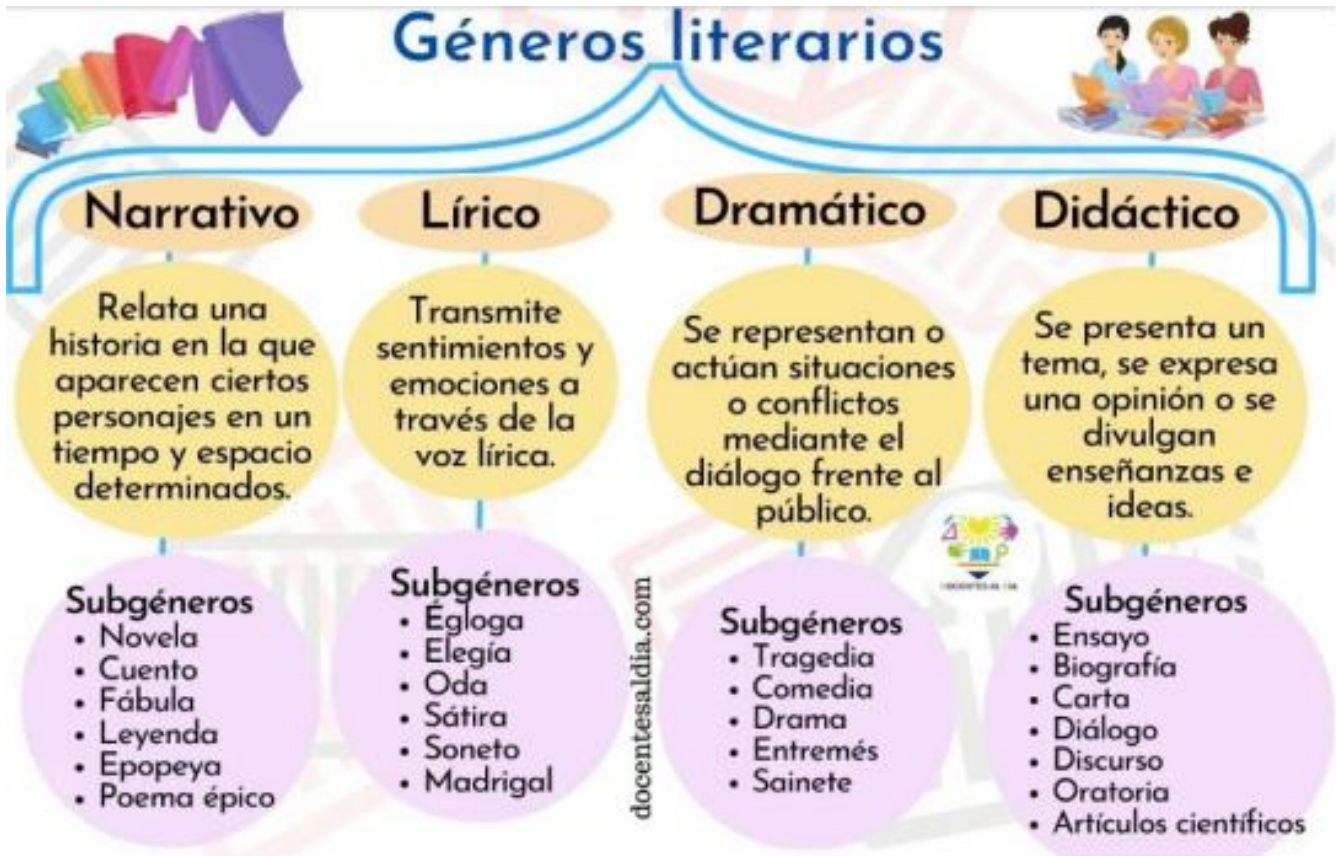 Géneros literarios
Narrativo
Relata una
historia en la que
aparecen ciertos
personajes en un
tiempo y espacio
determinados.
Subgéneros
• Novela
• Cuento
• Fábula
• Leyenda
• Epopeya
• Poema épico
Lírico
Transmite
sentimientos y
emociones a
través de la
voz lírica.
Subgéneros
• Égloga
• Elegía
• Oda
• Sátira
• Soneto
• Madrigal
Dramático
Se representan o
actúan situaciones
o conflictos
mediante el
diálogo frente al
público.
Subgéneros
• Tragedia
• Comedia
• Drama
• Entremés
• Sainete
Didáctico
Se presenta un
tema, se expresa
una opinión o se
divulgan
enseñanzas e
ideas.
Subgéneros
• Ensayo
• Biografía
• Carta
• Diálogo
• Discurso
• Oratoria
• Artículos científicos
docentesaldia.com
DOCENTES AL DIA